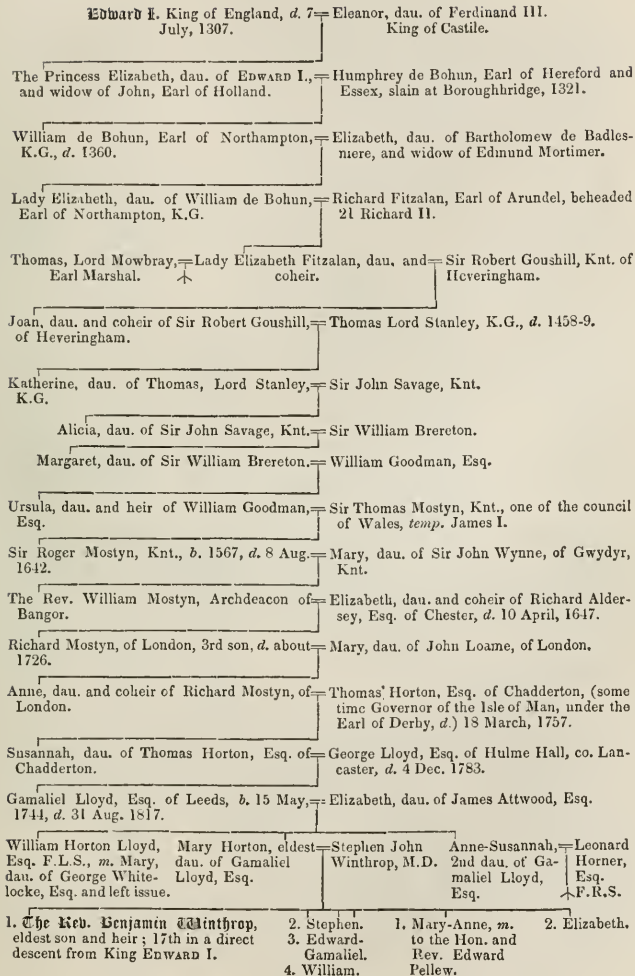 Edward I. King of England, d. 7 = Eleanor, dau. of Ferdinand III.
July, 1307. King of Castile.
The Princess Elizabeth, dau. of EDWARD I., = Humphrey de Bohun, Earl of Hereford and
and widow of John, Earl of Holland. Essex, slain at Boroughbridge, 1321.
William de Bohun, Earl of Northampton, = Elizabeth, dau. of Bartholomew de Badles-
K.G., d. 1360. mere, and widow of Edmund Mortimer.
Lady Elizabeth, dau. of William de Bohun, = Richard Fitzalan, Earl of Arundel, beheaded
Earl of Northampton, K.G. 21 Richard II.
Thomas, Lord Mowbray, = Lady Elizabeth Fitzalan, dau. and = Sir Robert Goushill, Knt. of
Earl Marshal. coheir. Heveringham.
Joan, dau. and coheir of Sir Robert Goushill, = Thomas Lord Stanley, K.G., d. 1458-9.
of Heveringham.
Katherine, dau. of Thomas, Lord Stanley, = Sir John Savage, Knt.
K.G.
Alicia, dau. of Sir John Savage, Knt. = Sir William Brereton.
Margaret, dau. of Sir William Brereton. = William Goodman, Esq.
Ursula, dau. and heir of William Goodman, = Sir Thomas Mostyn, Knt., one of the council
Esq. of Wales, temp. James I.
Sir Roger Mostyn, Knt., b. 1567, d. 8 Aug. = Mary, dau. of Sir John Wynne, of Gwydyr,
1642. Knt.
The Rev. William Mostyn, Archdeacon of = Elizabeth, dau. and coheir of Richard Alder-
Bangor. sey, Esq. of Chester, d. 10 April, 1647.
Richard Mostyn, of London, 3rd son, d. about = Mary, dau. of John Loame, of London.
1726.
Anne, dau. and coheir of Richard Mostyn, of = Thomas Horton, Esq. of Chadderton, (some
London. time Governor of the Isle of Man, under the
Earl of Derby, d.) 18 March, 1757.
Susannah, dau. of Thomas Horton, Esq. of = George Lloyd, Esq. of Hulme Hall, co. Lan-
Chadderton. caster, d. 4 Dec. 1783.
Gamaliel Lloyd, Esq. of Leeds, b. 15 May, = Elizabeth, dau. of James Attwood, Esq.
1744, d. 31 Aug. 1817.
William Horton Lloyd, Mary Horton, eldest = Stephen John Anne-Susannah, = Leonard
Esq. F.L.S., m. Mary, dau. of Gamaliel Winthrop, M.D. 2nd dau. of Ga- Horner,
dau. of George White- Lloyd, Esq. maliel Lloyd, Esq.
locke, Esq. and left issue. Esq. F.R.S.
1. The Rev. Benjamin Winthrop, 2. Stephen. 1. Mary-Anne, m. 2. Elizabeth.
eldest son and heir; 17th in a direct 3. Edward- to the Hon. and
descent from King EDWARD I. Gamaliel. Rev. Edward
4. William. Pellew.